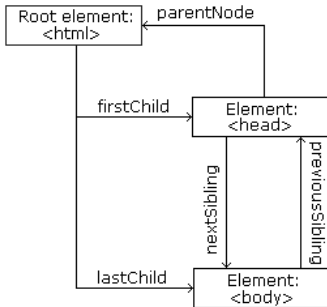 Root element:
<html>
parentNode
firstChild
Element:
<head>
nextSibling
previousSibling
lastChild
Element:
<body>